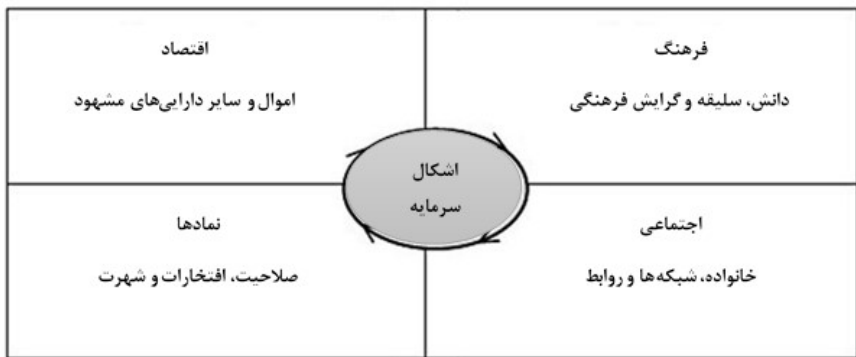 فرهنگ
دانش، سلیقه و گرایش فرهنگی
اقتصاد
اموال و سایر دارایی‌های مشهود
اشکال
سرمایه
اجتماعی
خانواده، شبکه‌ها و روابط
نمادها
صلاحیت، افتخارات و شهرت